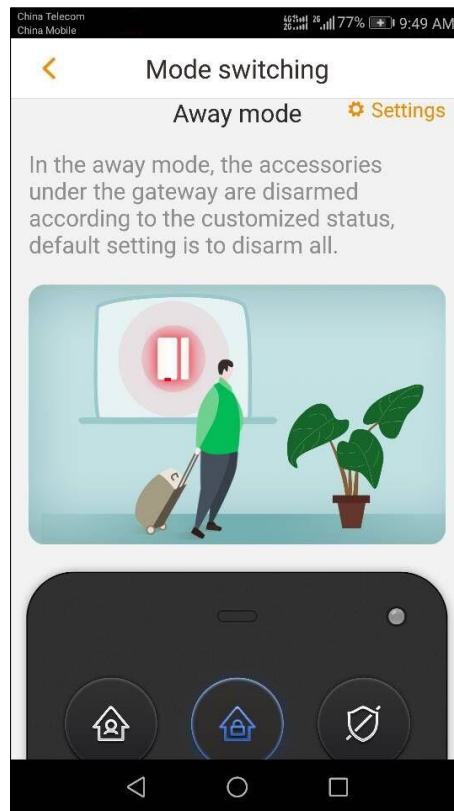 China Telecom
China Mobile
77% 9:49 AM
Mode switching
Away mode
Settings
In the away mode, the accessories
under the gateway are disarmed
according to the customized status,
default setting is to disarm all.